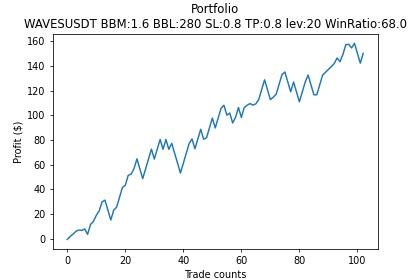 Portfolio
WAVESUSDT BBM:1.6 BBL:280 SL:0.8 TP:0.8 lev:20 WinRatio:68.0
160
140
120
100
80
60
40
20
0
Profit ($)
0 20 40 60 80 100
Trade counts